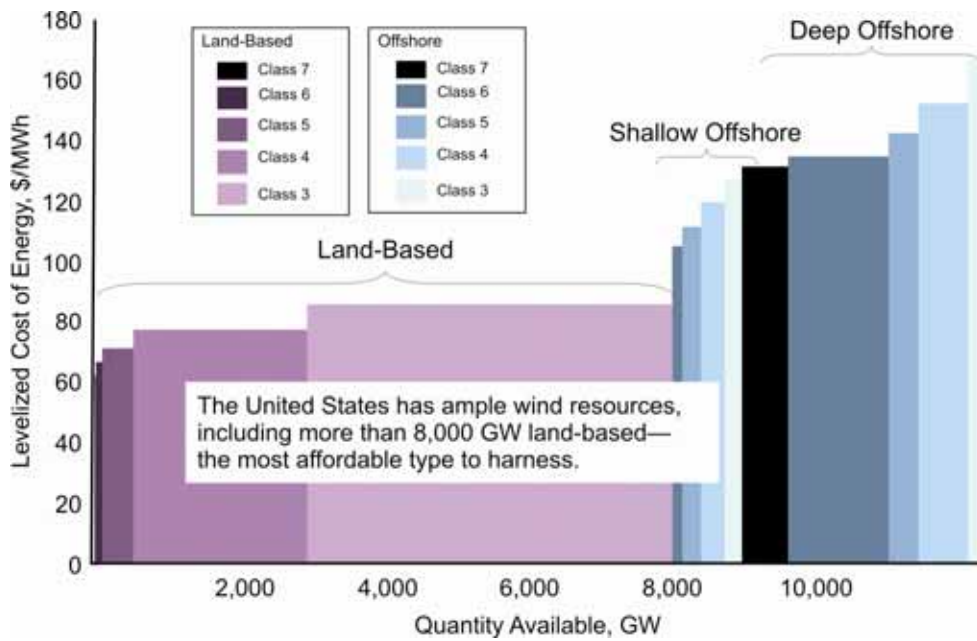 180
160
140
120
100
80
60
40
20
0
Levelized Cost of Energy, $/MWh
Land-Based
Class 7
Class 6
Class 5
Class 4
Class 3
Offshore
Class 7
Class 6
Class 5
Class 4
Class 3
Deep Offshore
Shallow Offshore
Land-Based
The United States has ample wind resources,
including more than 8,000 GW land-based—
the most affordable type to harness.
2,000 4,000 6,000 8,000 10,000
Quantity Available, GW